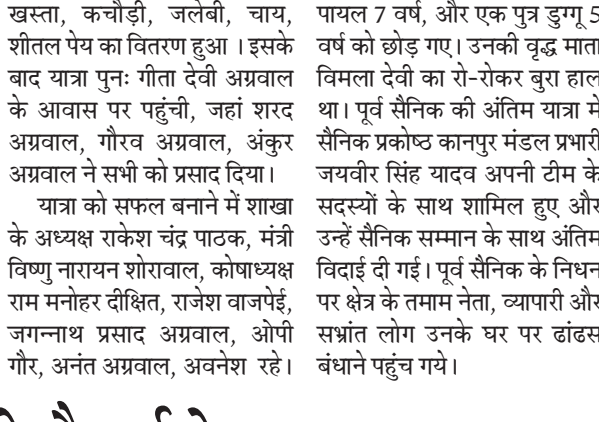 खस्ता, कचौड़ी, जलेबी, चाय,
शीतल पेय का वितरण हुआ । इसके
बाद यात्रा पुनः गीता देवी अग्रवाल
के आवास पर पहुंची, जहां शरद
अग्रवाल, गौरव अग्रवाल, अंकुर
अग्रवाल ने सभी को प्रसाद दिया।
यात्रा को सफल बनाने में शाखा
के अध्यक्ष राकेश चंद्र पाठक, मंत्री
विष्णु नारायन शोरावाल, कोषाध्यक्ष
राम मनोहर दीक्षित, राजेश वाजपेई,
जगन्नाथ प्रसाद अग्रवाल, ओपी
गौर, अनंत अग्रवाल, अवनेश रहे।
पायल 7 वर्ष, और एक पुत्र डुग्गू 5
वर्ष को छोड़ गए। उनकी वृद्ध माता
विमला देवी का रो-रोकर बुरा हाल
था। पूर्व सैनिक की अंतिम यात्रा में
सैनिक प्रकोष्ठ कानपुर मंडल प्रभारी
जयवीर सिंह यादव अपनी टीम के
सदस्यों के साथ शामिल हुए और
उन्हें सैनिक सम्मान के साथ अंतिम
विदाई दी गई। पूर्व सैनिक के निधन
पर क्षेत्र के तमाम नेता, व्यापारी और
सभ्रांत लोग उनके घर पर ढांढस
बंधाने पहुंच गये।